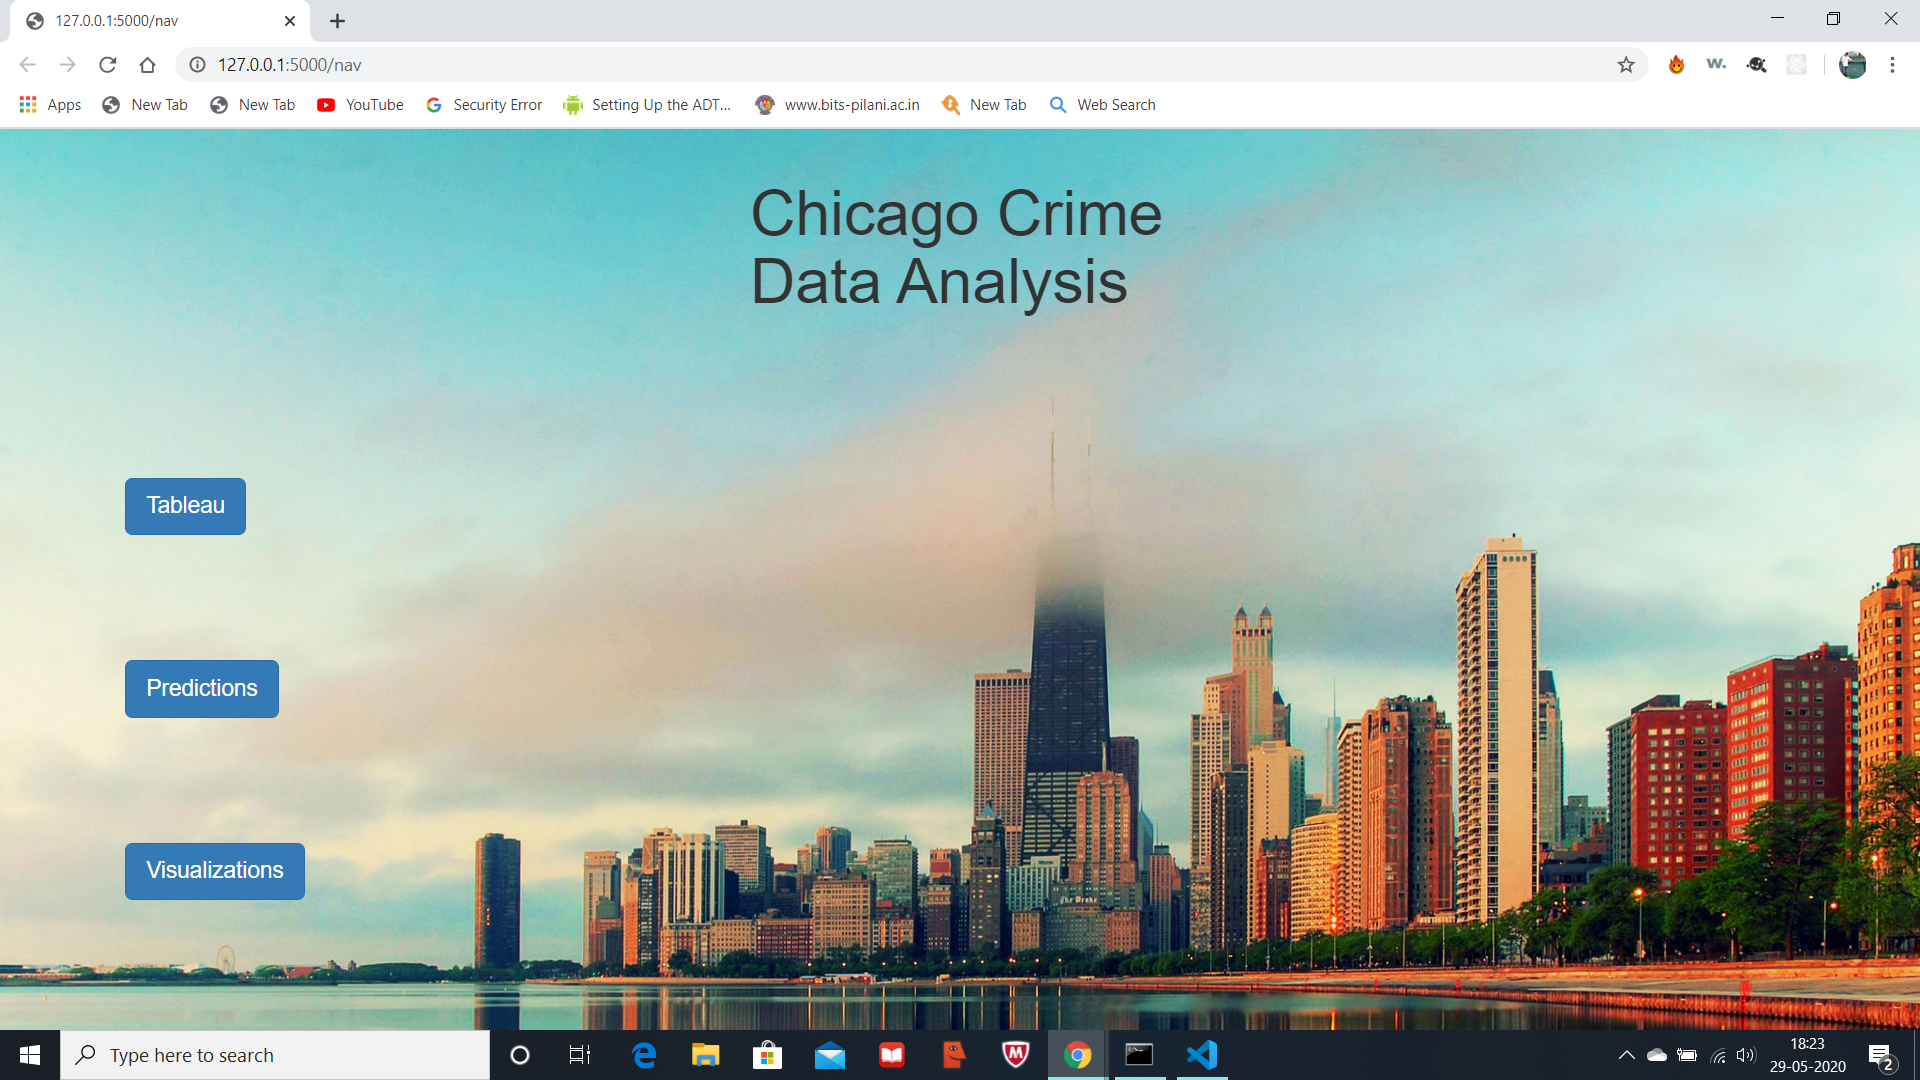 127.0.0.1:5000/nav
127.0.0.1:5000/nav
W.
Apps New Tab New Tab YouTube Security Error Setting Up the ADT... www.bits-pilani.ac.in New Tab Web Search
Chicago Crime
Data Analysis
Tableau
Predictions
Visualizations
The Drake
Type here to search
18:23
29-05-2020
2